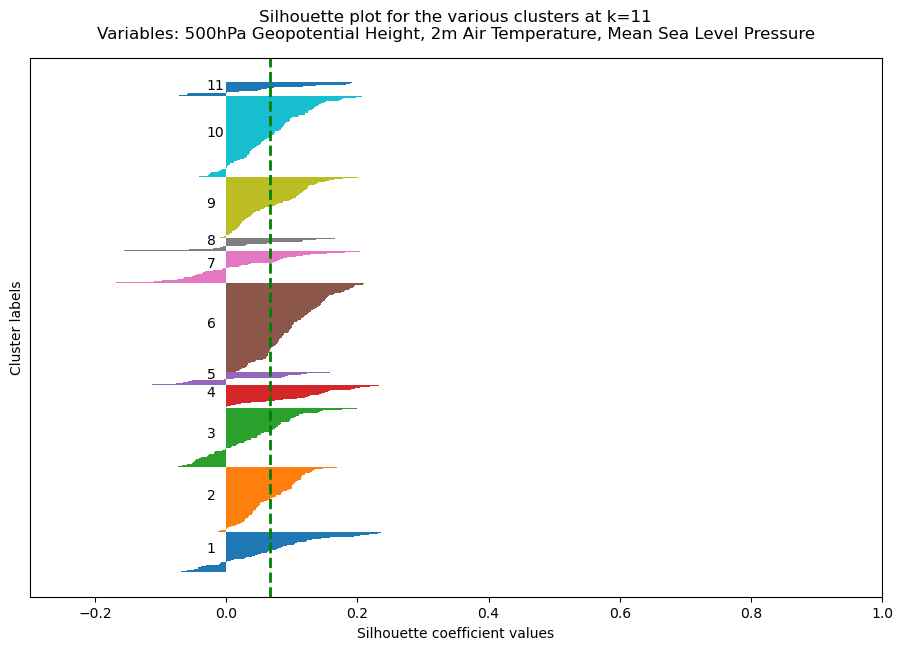 Silhouette plot for the various clusters at k=11
Variables: 500hPa Geopotential Height, 2m Air Temperature, Mean Sea Level Pressure
Cluster labels
11
10
9
8
7
6
5
4
3
2
1
−0.2 0.0 0.2 0.4 0.6 0.8 1.0
Silhouette coefficient values